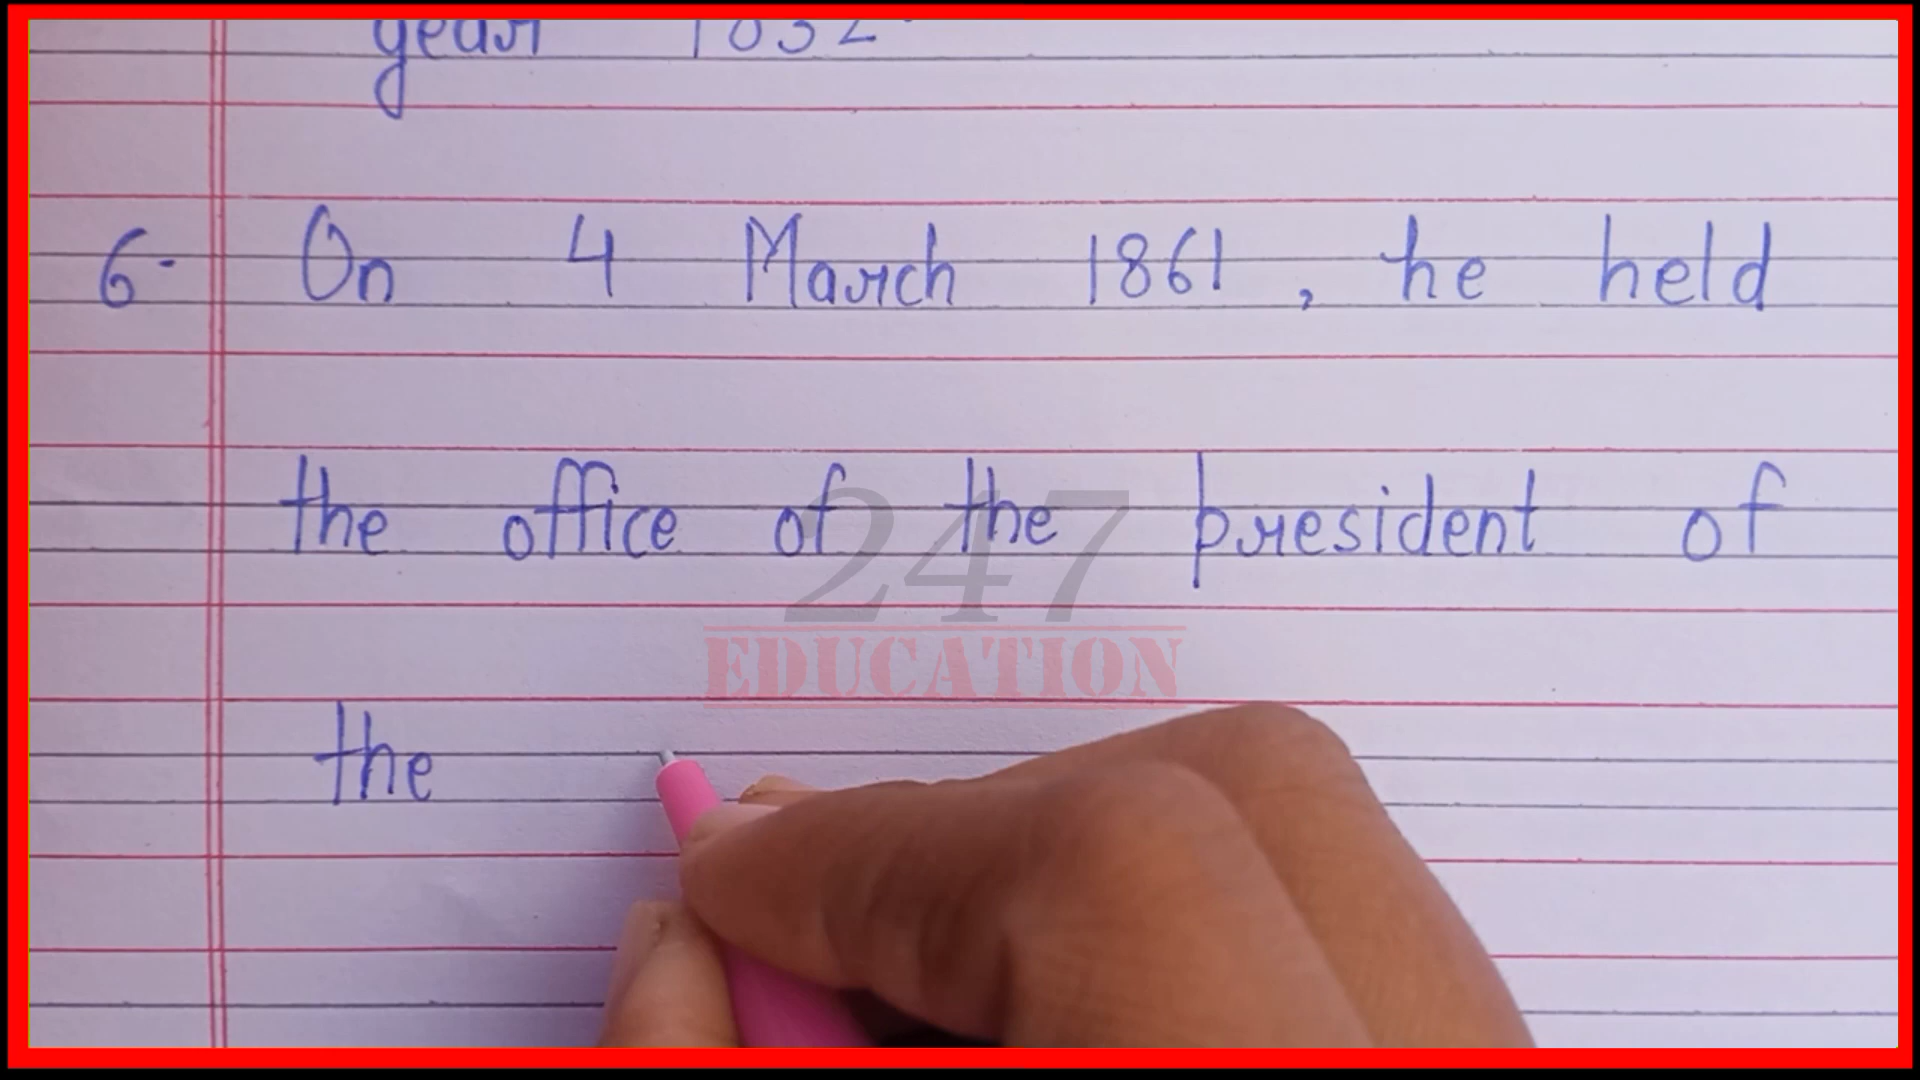 year 1832
6- On 4 March 1861, he held
the office of the president of
247
EDUCATION
the